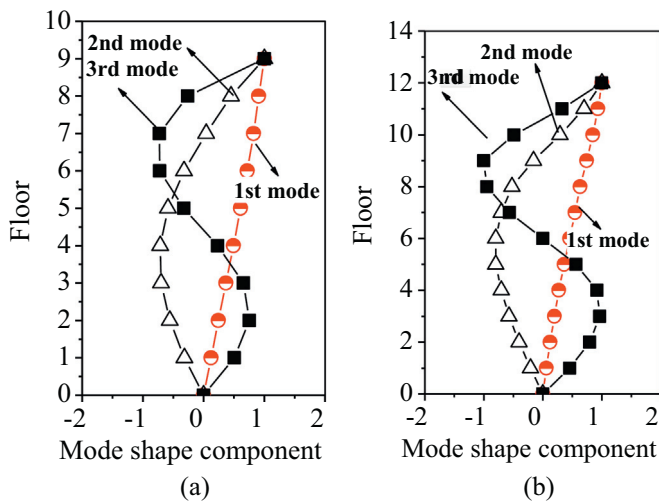 10
9
8
7
6
5
4
3
2
1
0
Floor
2nd mode
3rd mode
1st mode
-2 -1 0 1 2
Mode shape component
(a)
14
12
10
8
6
4
2
0
Floor
2nd mode
3rd mode
1st mode
-2 -1 0 1 2
Mode shape component
(b)